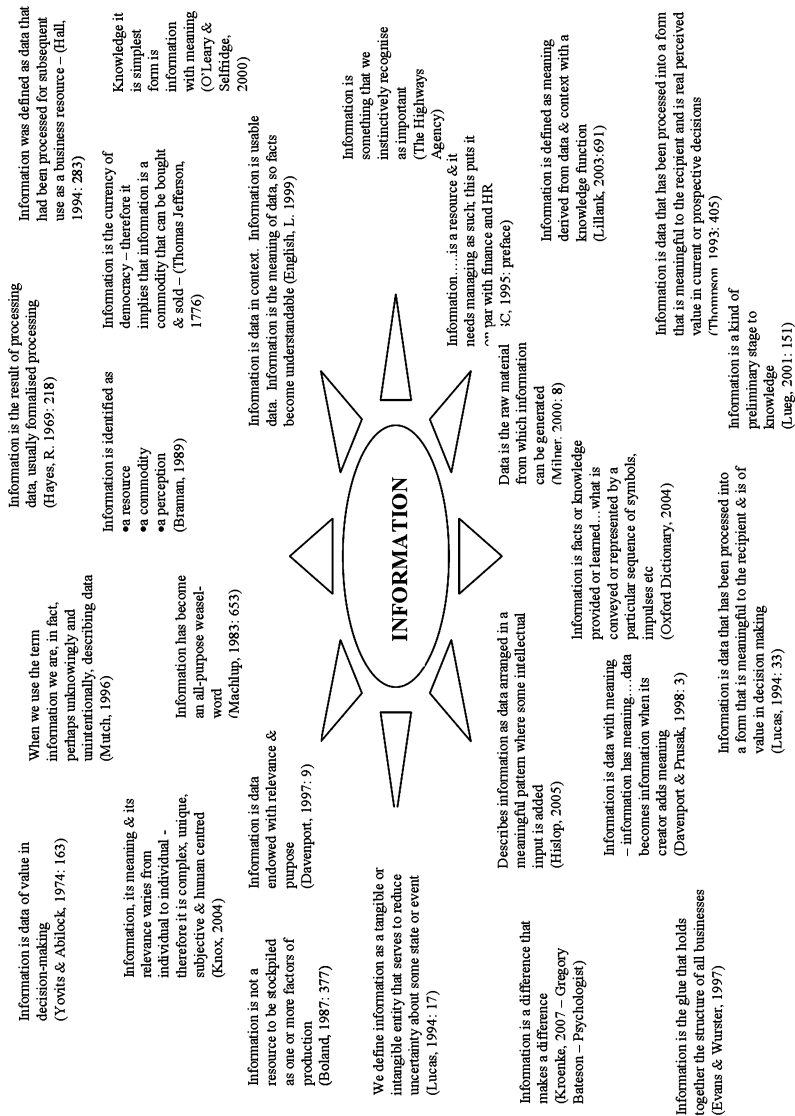 Information is data of value in
decision-making
(Yovits & Abilock, 1974: 163)
When we use the term
information we are, in fact,
perhaps unknowingly and
unintentionally, describing data
(Mutch, 1996)
Information is the result of processing
data, usually formalised processing
(Hayes, R. 1969: 218)
Information was defined as data that
had been processed for subsequent
use as a business resource – (Hall,
1994: 283)
Information, its meaning & its
relevance varies from
individual to individual -
therefore it is complex, unique,
subjective & human centred
(Knox, 2004)
Information has become
an all-purpose weasel-
word
(Machlup, 1983: 653)
Information is identified as
•a resource
•a commodity
•a perception
(Braman, 1989)
Information is the currency of
democracy – therefore it
implies that information is a
commodity that can be bought
& sold – (Thomas Jefferson,
1776)
Knowledge it
is simplest
form is
information
with meaning
(O'Leary &
Selfridge,
2000)
Information is not a
resource to be stockpiled
as one or more factors of
production
(Boland, 1987: 377)
Information is data
endowed with relevance &
purpose
(Davenport, 1997: 9)
Information is data in context. Information is usable
data. Information is the meaning of data, so facts
become understandable (English, L. 1999)
We define information as a tangible or
intangible entity that serves to reduce
uncertainty about some state or event
(Lucas, 1994: 17)
INFORMATION
Information is
something that we
instinctively recognise
as important
(The Highways
Agency)
Information….is a resource & it
needs managing as such; this puts it
on par with finance and HR
1995: preface)
Information is a difference that
makes a difference
(Kroenke, 2007 – Gregory
Bateson – Psychologist)
Describes information as data arranged in a
meaningful pattern where some intellectual
input is added
(Hislop, 2005)
Data is the raw material
from which information
can be generated
(Milner. 2000: 8)
Information is defined as meaning
derived from data & context with a
knowledge function
(Lillank, 2003:691)
Information is facts or knowledge
provided or learned…what is
conveyed or represented by a
particular sequence of symbols,
impulses etc
(Oxford Dictionary, 2004)
Information is data with meaning
– information has meaning….data
becomes information when its
creator adds meaning
(Davenport & Prusak, 1998: 3)
Information is data that has been processed into a form
that is meaningful to the recipient and is real perceived
value in current or prospective decisions
(Thompson, 1993: 405)
Information is the glue that holds
together the structure of all businesses
(Evans & Wurster, 1997)
Information is data that has been processed into
a form that is meaningful to the recipient & is of
value in decision making
(Lucas, 1994: 33)
Information is a kind of
preliminary stage to
knowledge
(Lueg, 2001: 151)